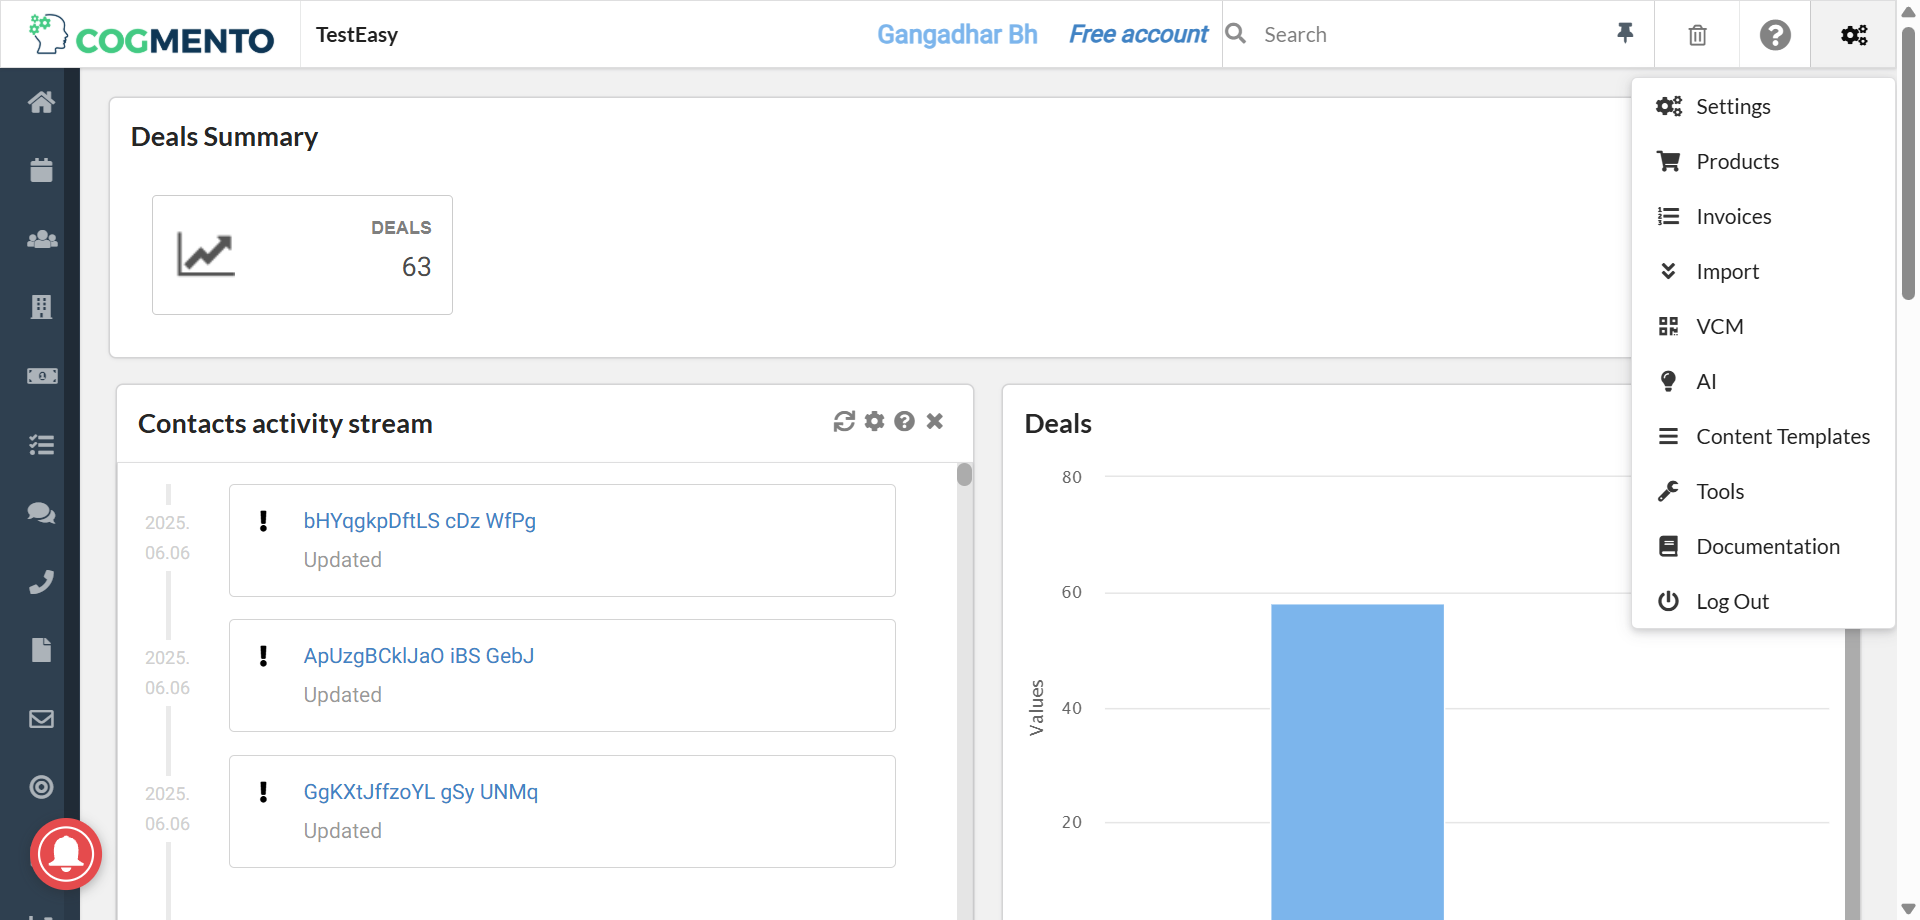 COGMENTO
TestEasy
Gangadhar Bh
Free account
Search
Settings
Products
Invoices
Import
VCM
AI
Content Templates
Tools
Documentation
Log Out
Deals Summary
DEALS
63
Contacts activity stream
2025.
06.06
bHYqgkpDftLS cDz WfPg
Updated
2025.
06.06
ApUzgBCklJaO iBS GebJ
Updated
2025.
06.06
GgKXtJffzoYL gSy UNMq
Updated
Deals
80
60
40
20
Values